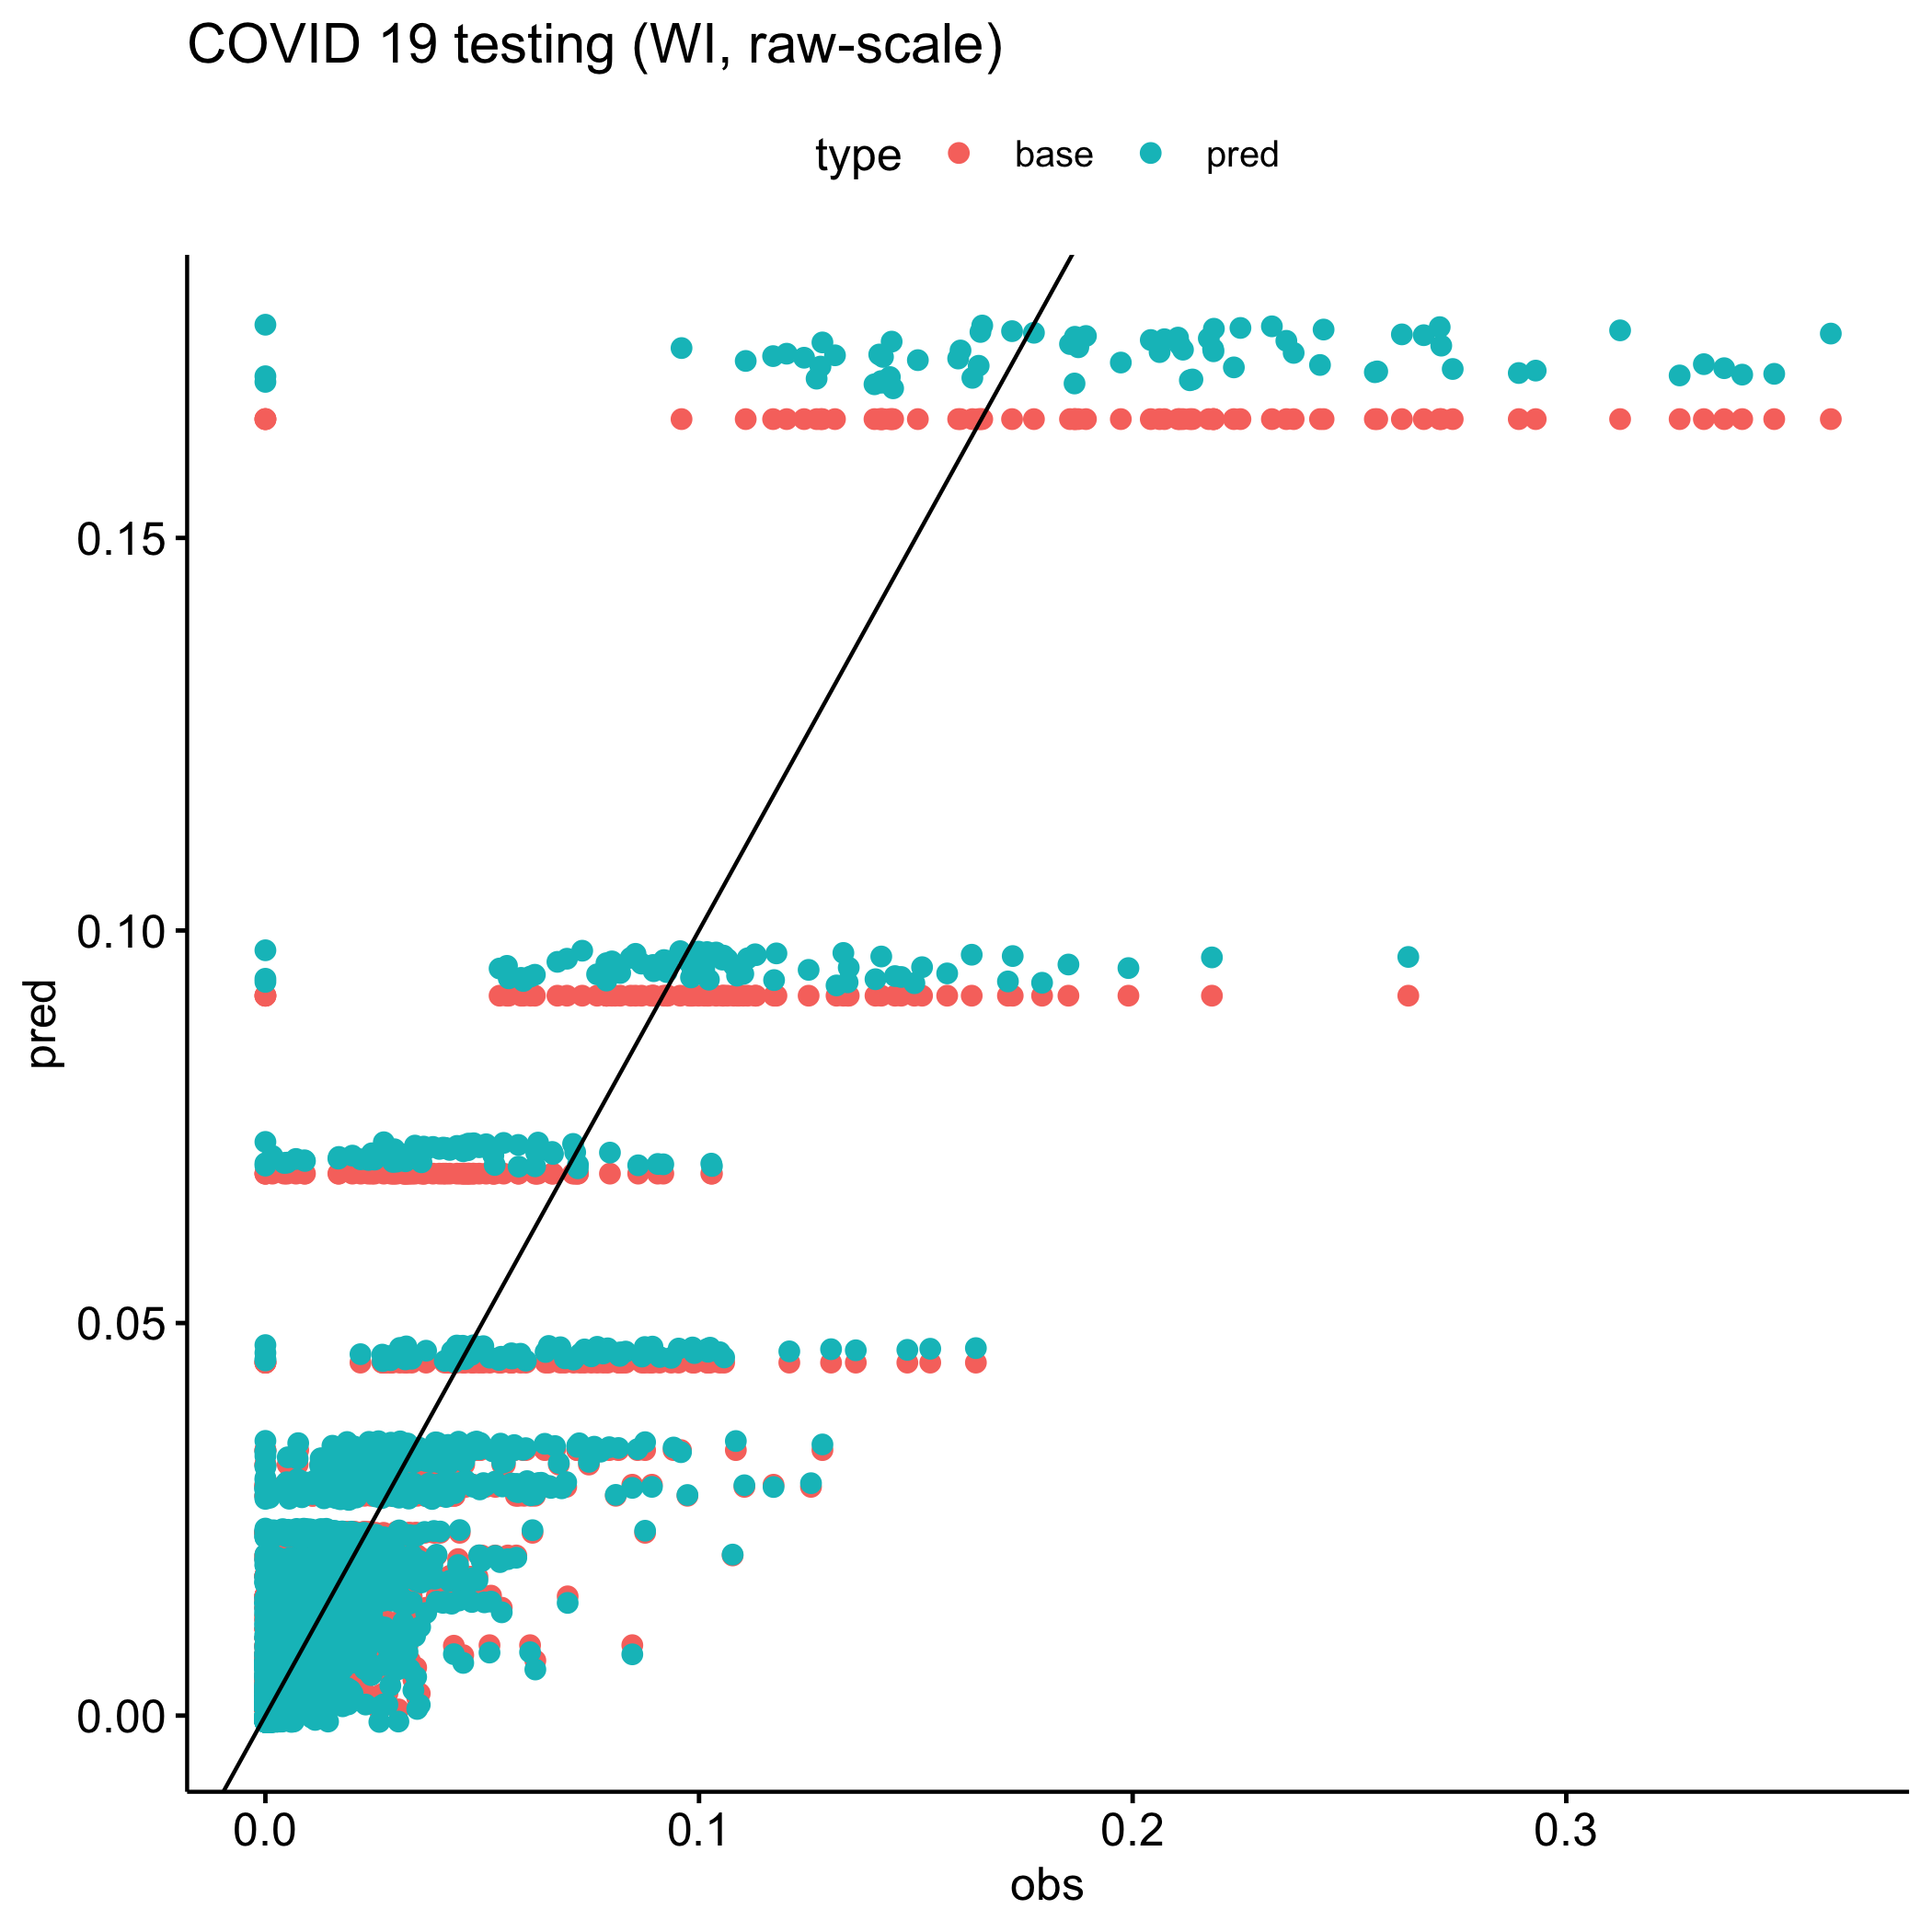 COVID 19 testing (WI, raw-scale)
type base pred
0.15
0.10
0.05
0.00
pred
0.0 0.1 0.2 0.3
obs